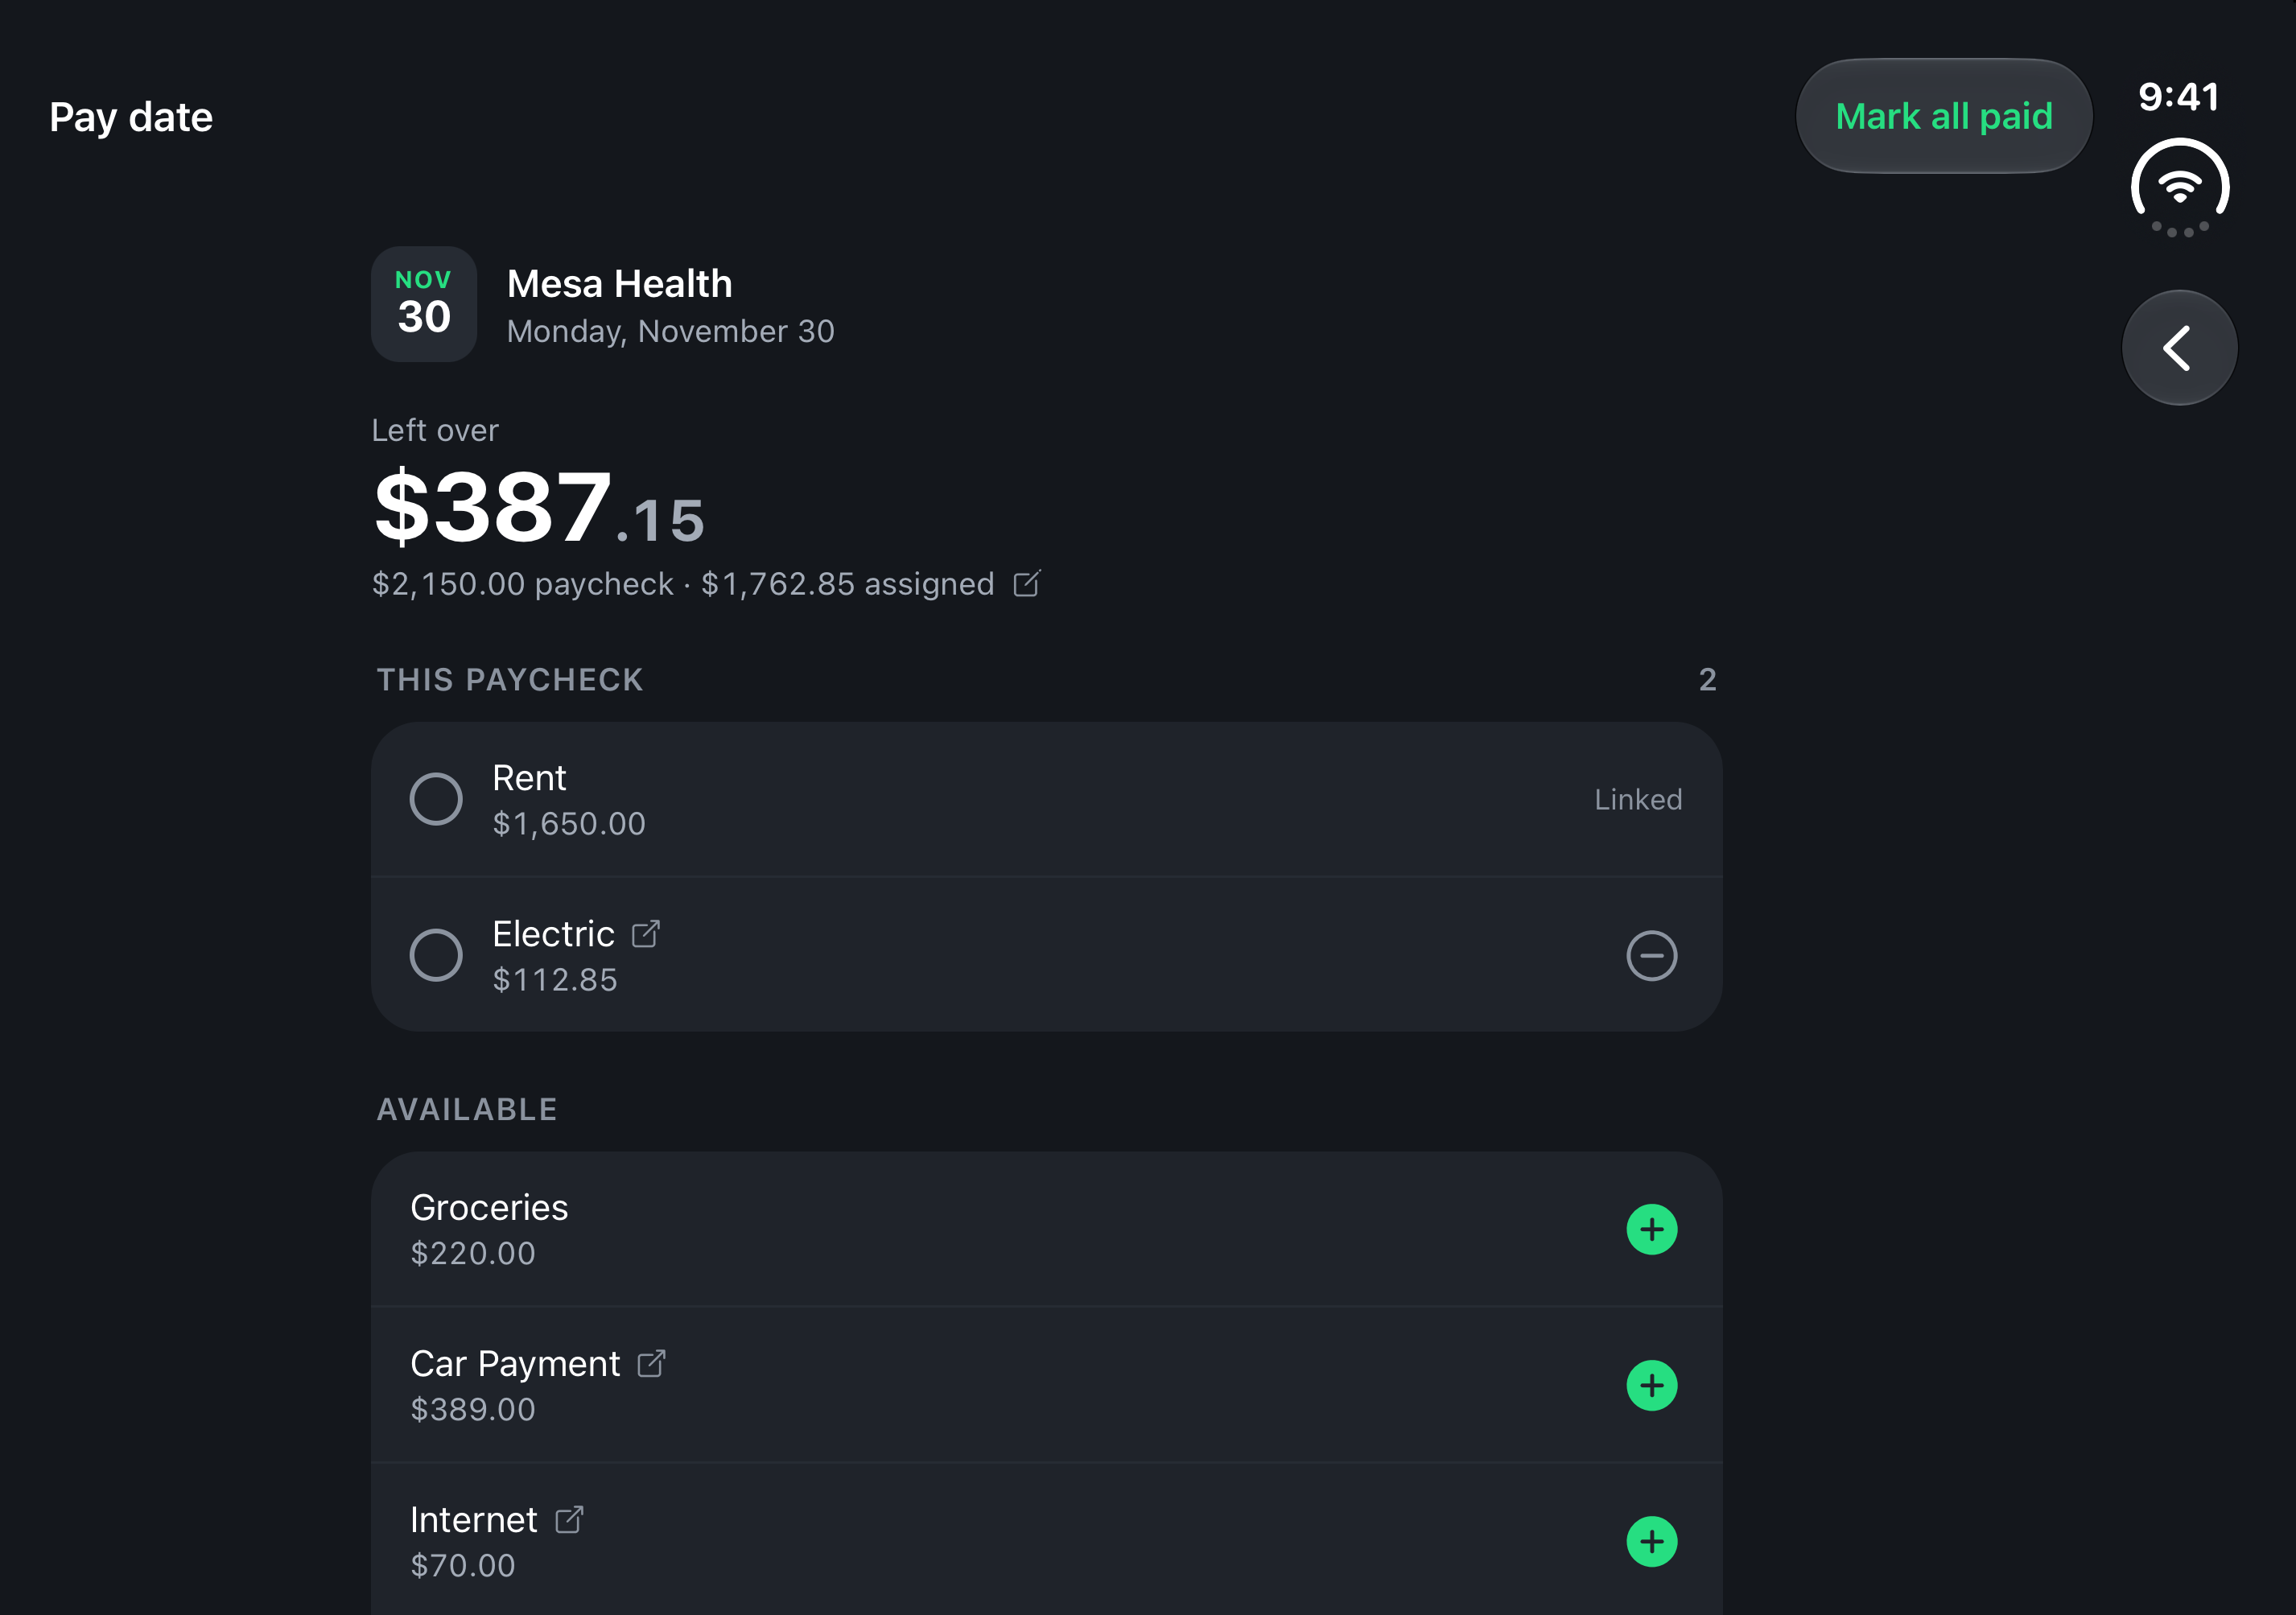 Pay date
Mark all paid
9:41
NOV
30
Mesa Health
Monday, November 30
Left over
$387.15
$2,150.00 paycheck · $1,762.85 assigned
THIS PAYCHECK
2
Rent
$1,650.00
Linked
Electric
$112.85
AVAILABLE
Groceries
$220.00
Car Payment
$389.00
Internet
$70.00